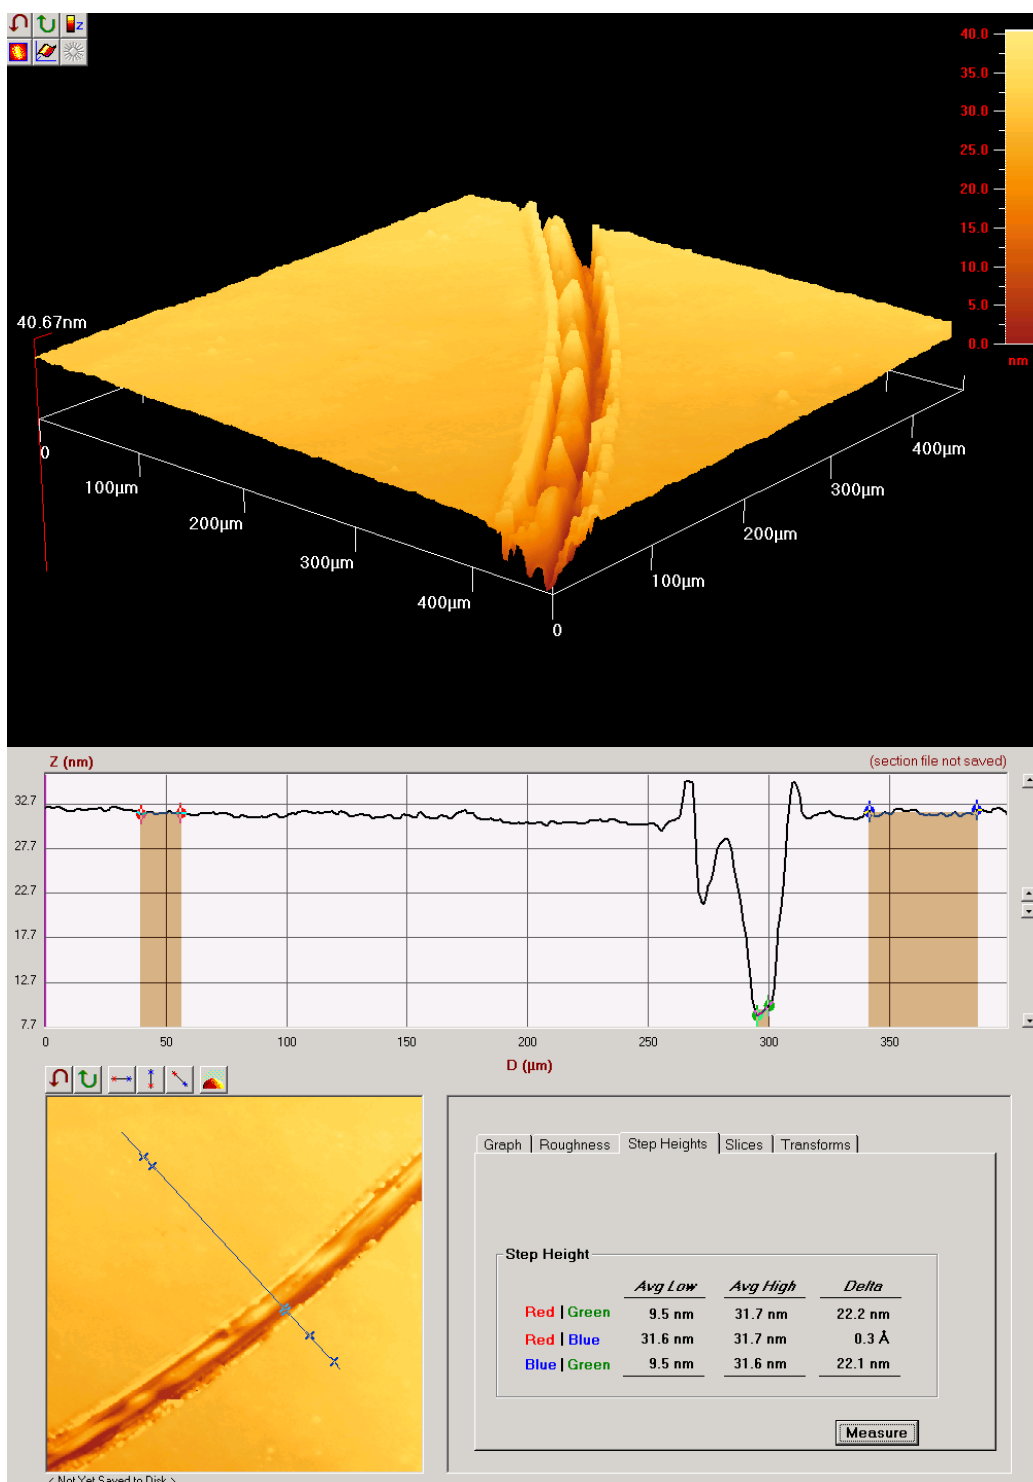 Z
40.0
35.0
30.0
25.0
20.0
15.0
10.0
5.0
0.0
nm
40.67nm
0
100µm
200µm
300µm
400µm
0
100µm
200µm
300µm
400µm
Z (nm)
(section file not saved)
32.7
27.7
22.7
17.7
12.7
7.7
0 50 100 150 200 250 300 350
D (µm)
Graph Roughness Step Heights Slices Transforms
Step Height
Avg Low Avg High Delta
Red | Green 9.5 nm 31.7 nm 22.2 nm
Red | Blue 31.6 nm 31.7 nm 0.3 Å
Blue | Green 9.5 nm 31.6 nm 22.1 nm
Measure
< Not Yet Saved to Disk >